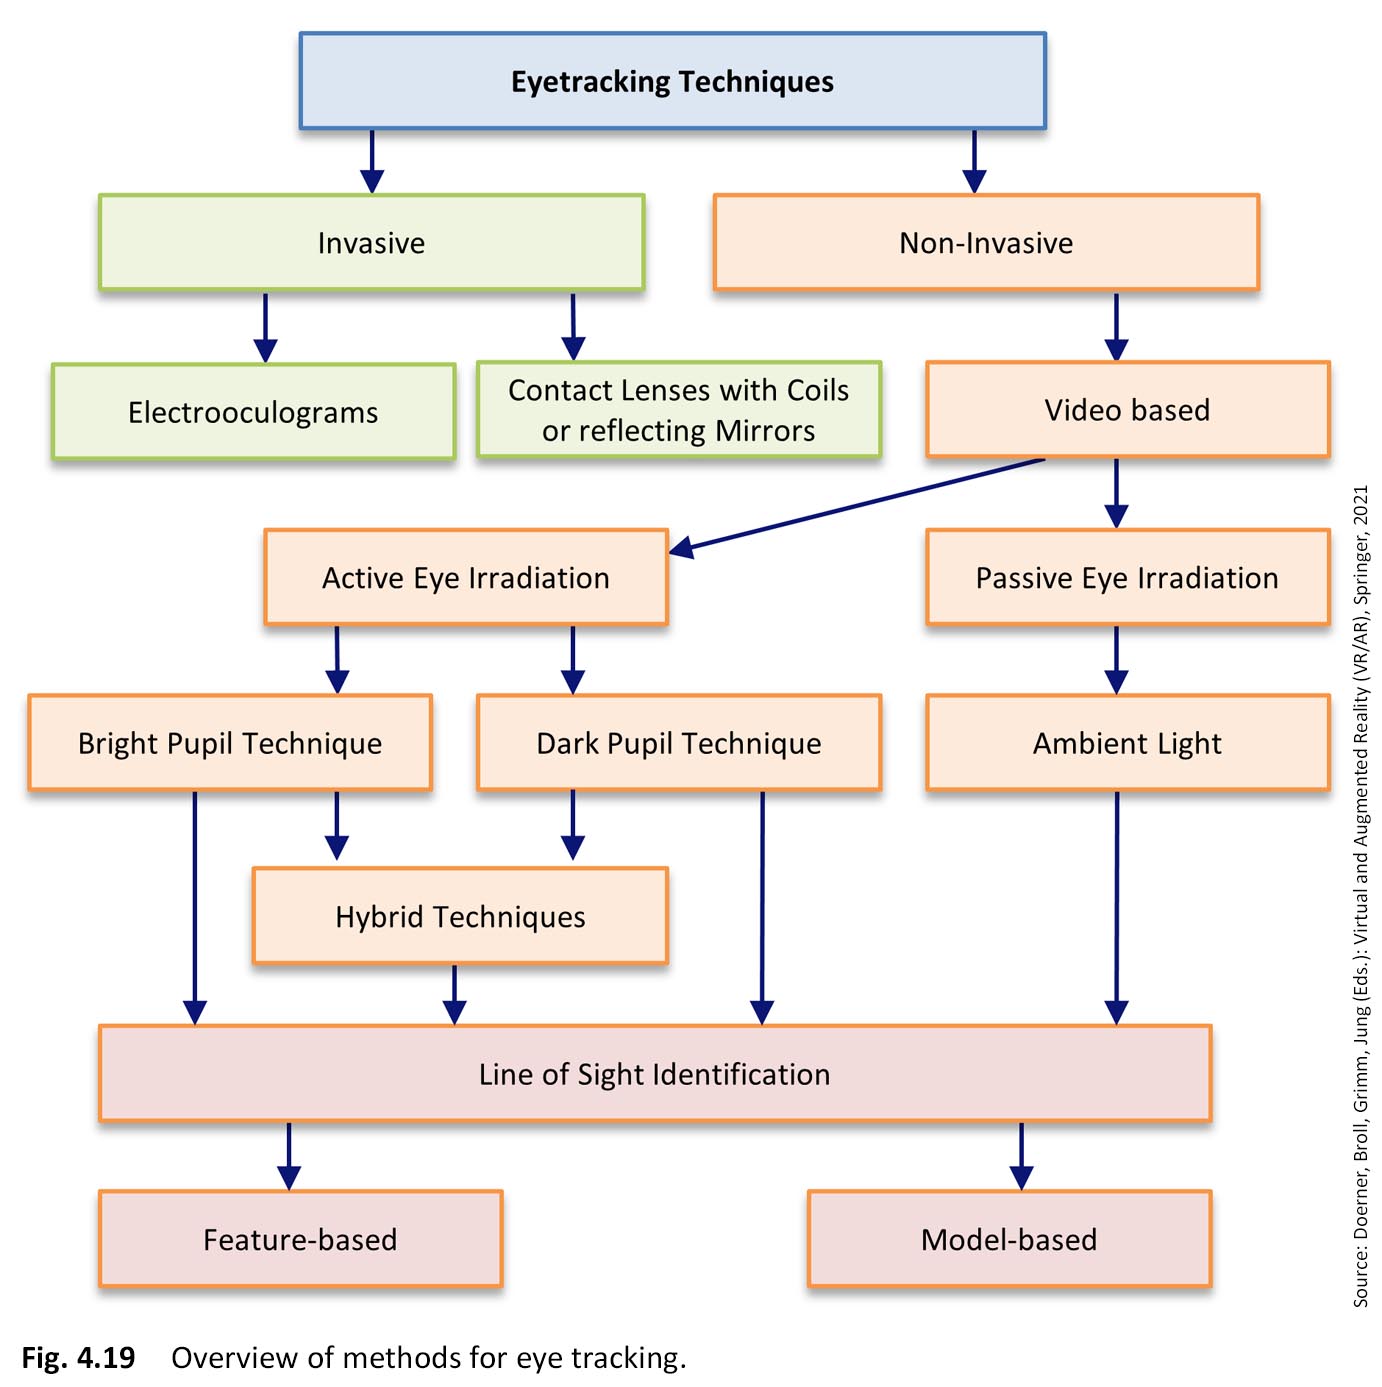 Eyetracking Techniques
Invasive
Non-Invasive
Electrooculograms
Contact Lenses with Coils
or reflecting Mirrors
Video based
Active Eye Irradiation
Passive Eye Irradiation
Bright Pupil Technique
Dark Pupil Technique
Ambient Light
Hybrid Techniques
Line of Sight Identification
Feature-based
Model-based
Source: Doerner, Broll, Grimm, Jung (Eds.): Virtual and Augmented Reality (VR/AR), Springer, 2021
Fig. 4.19 Overview of methods for eye tracking.